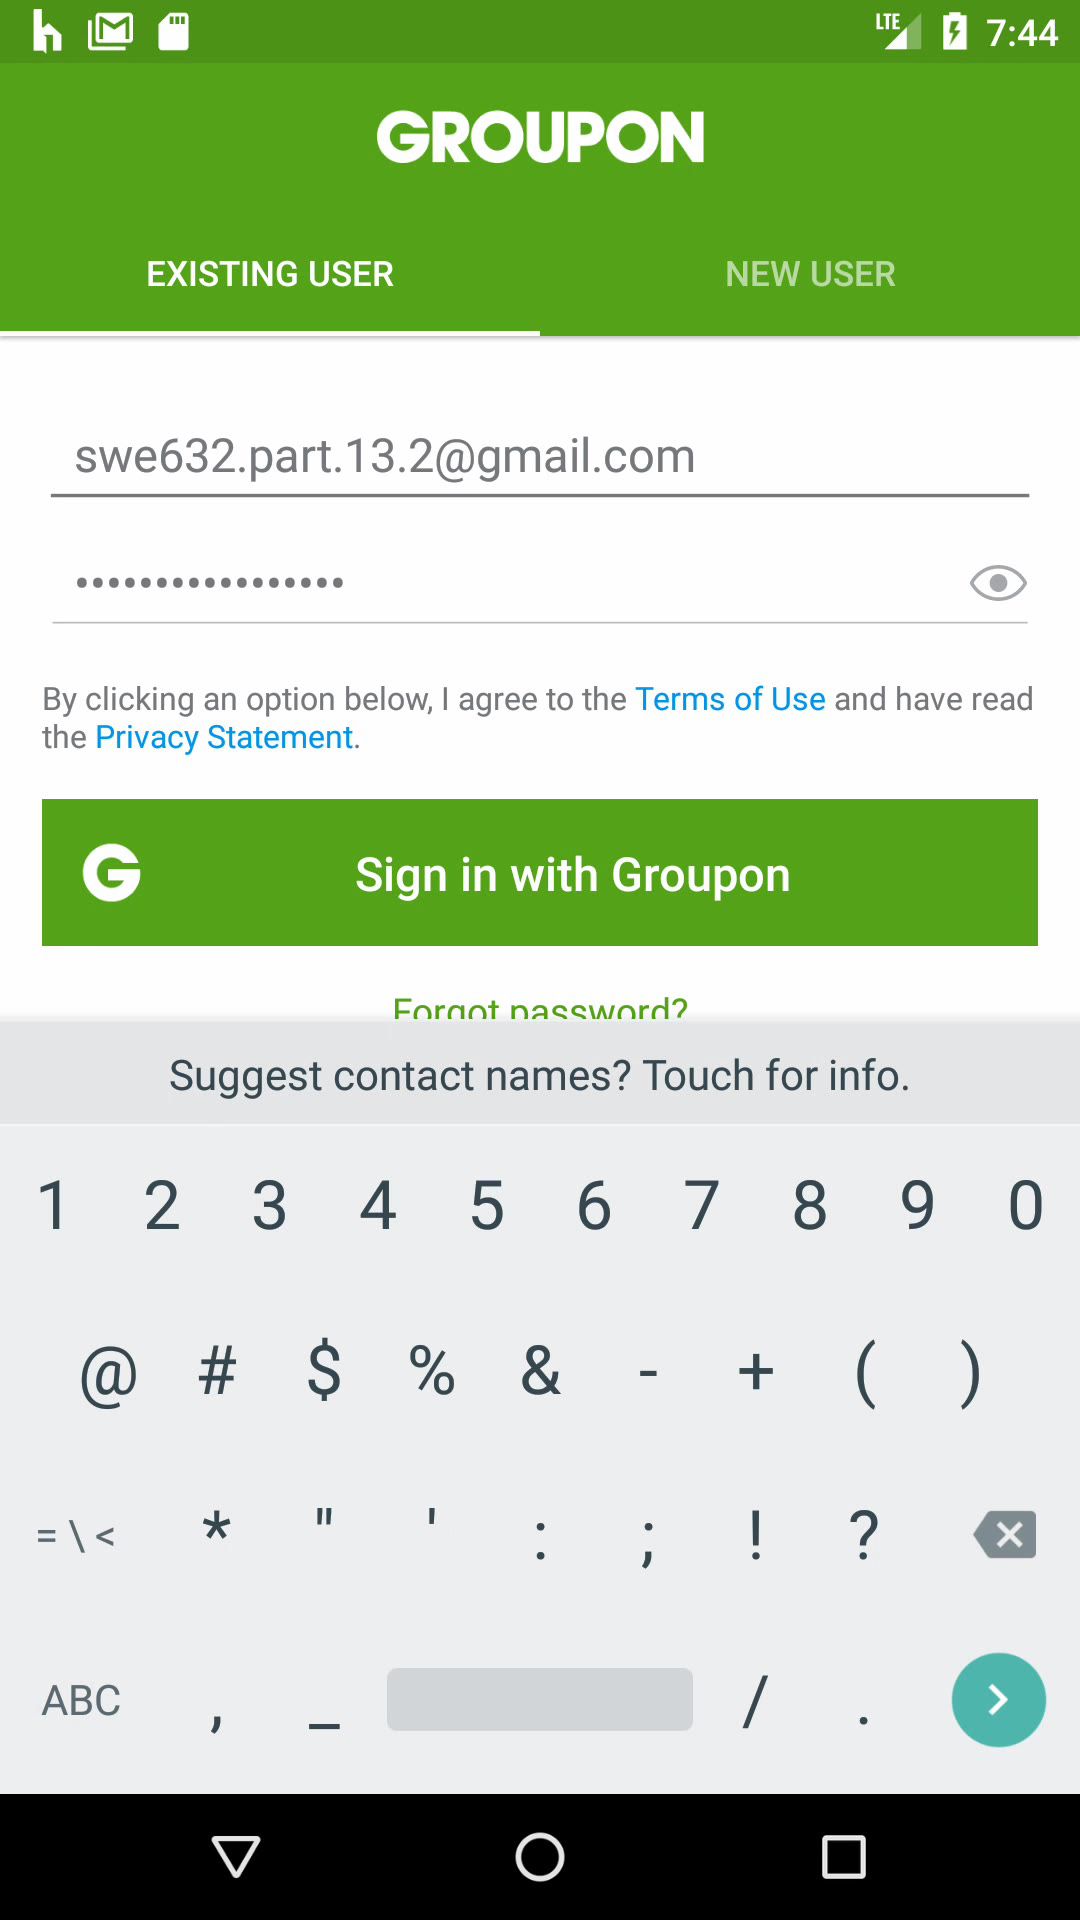 LTE 7:44
GROUPON
EXISTING USER NEW USER
swe632.part.13.2@gmail.com
•••••••••••••••••
By clicking an option below, I agree to the Terms of Use and have read
the Privacy Statement.
G Sign in with Groupon
Forgot password?
Suggest contact names? Touch for info.
1 2 3 4 5 6 7 8 9 0
@ # $ % & - + ( )
= \ < * " ' : ; ! ?
ABC , _ / .